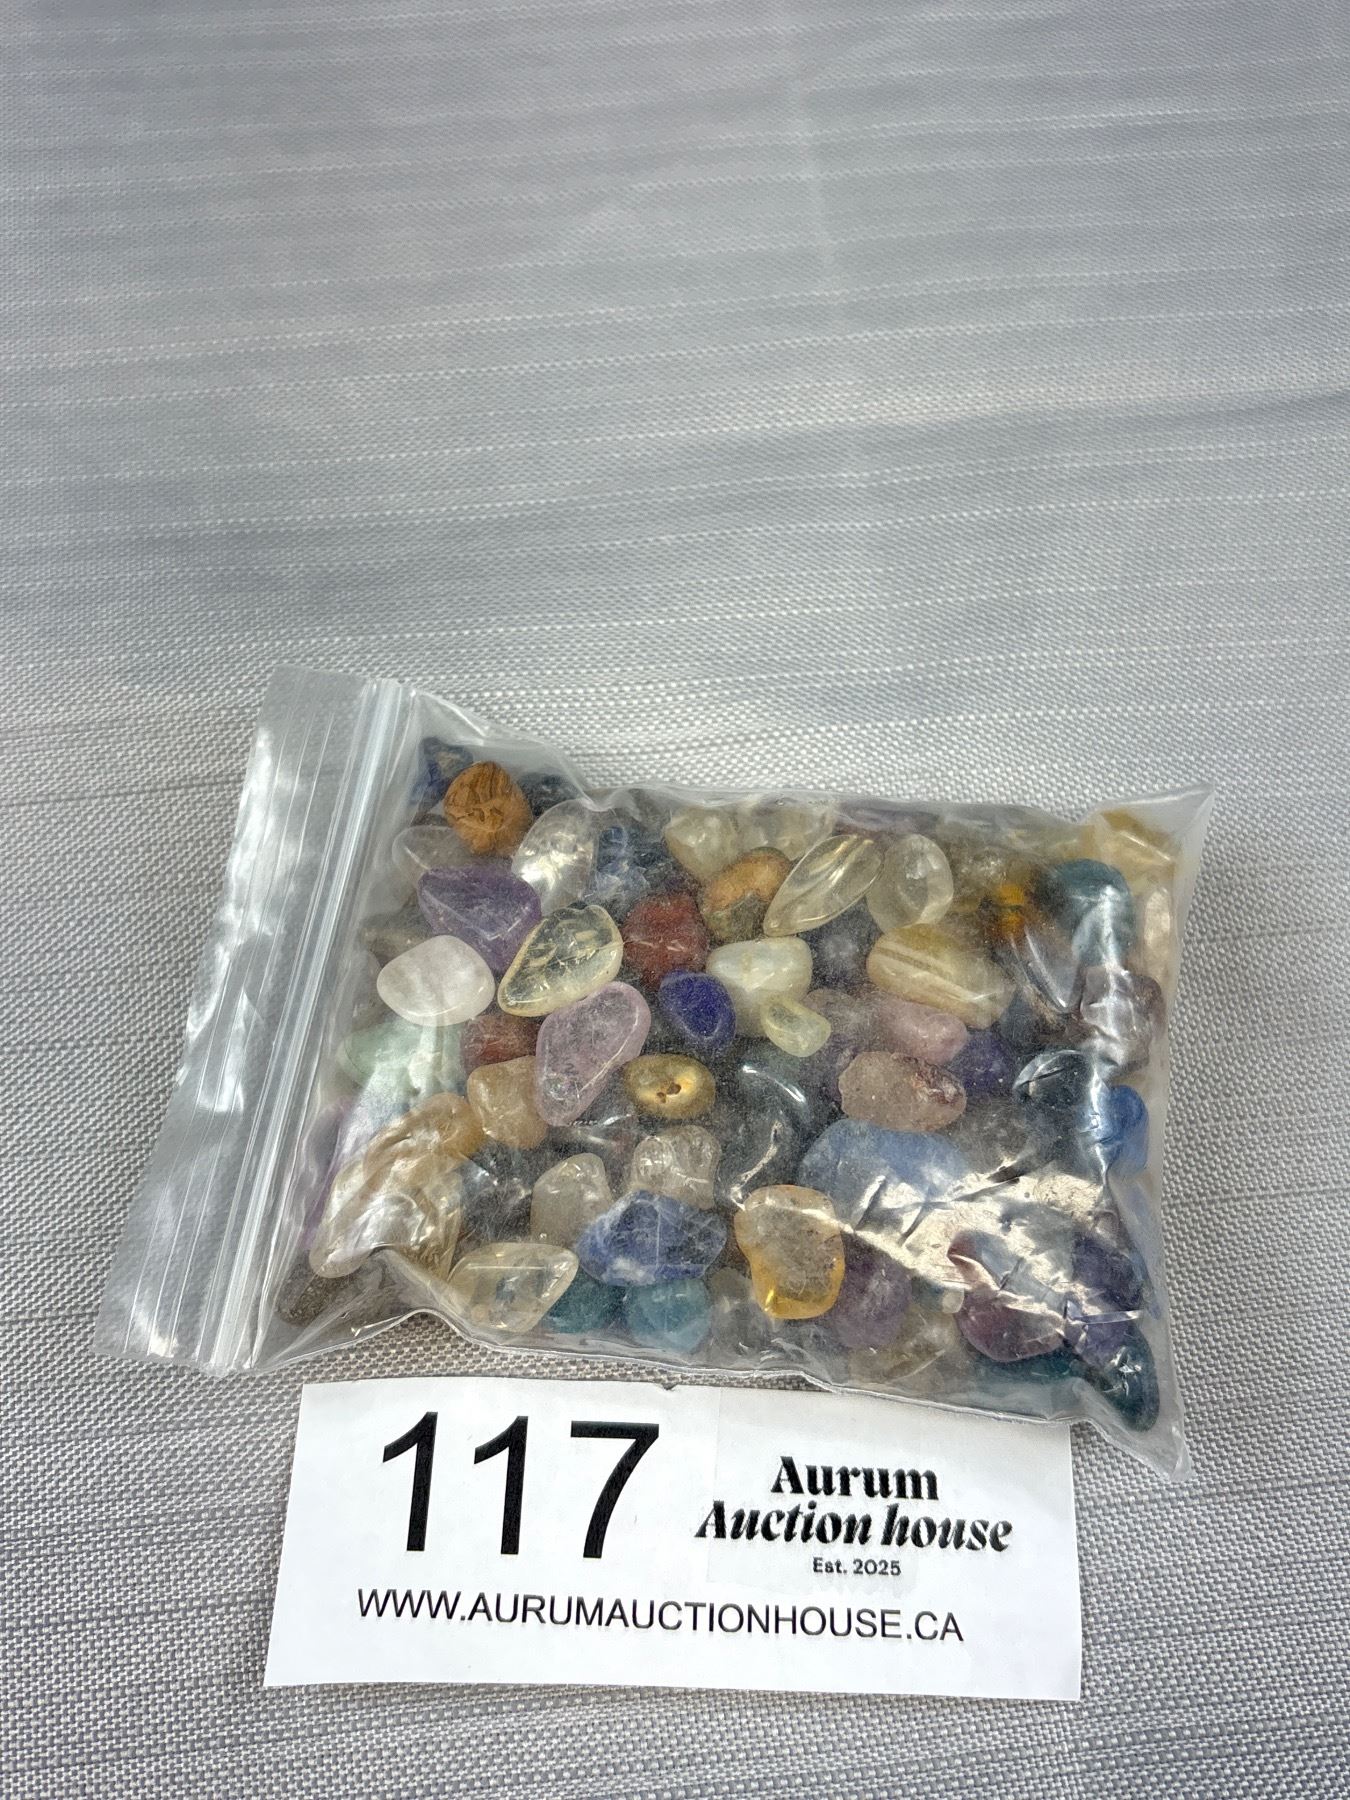 117
Aurum
Auction house
Est. 2025
WWW.AURUMAUCTIONHOUSE.CA